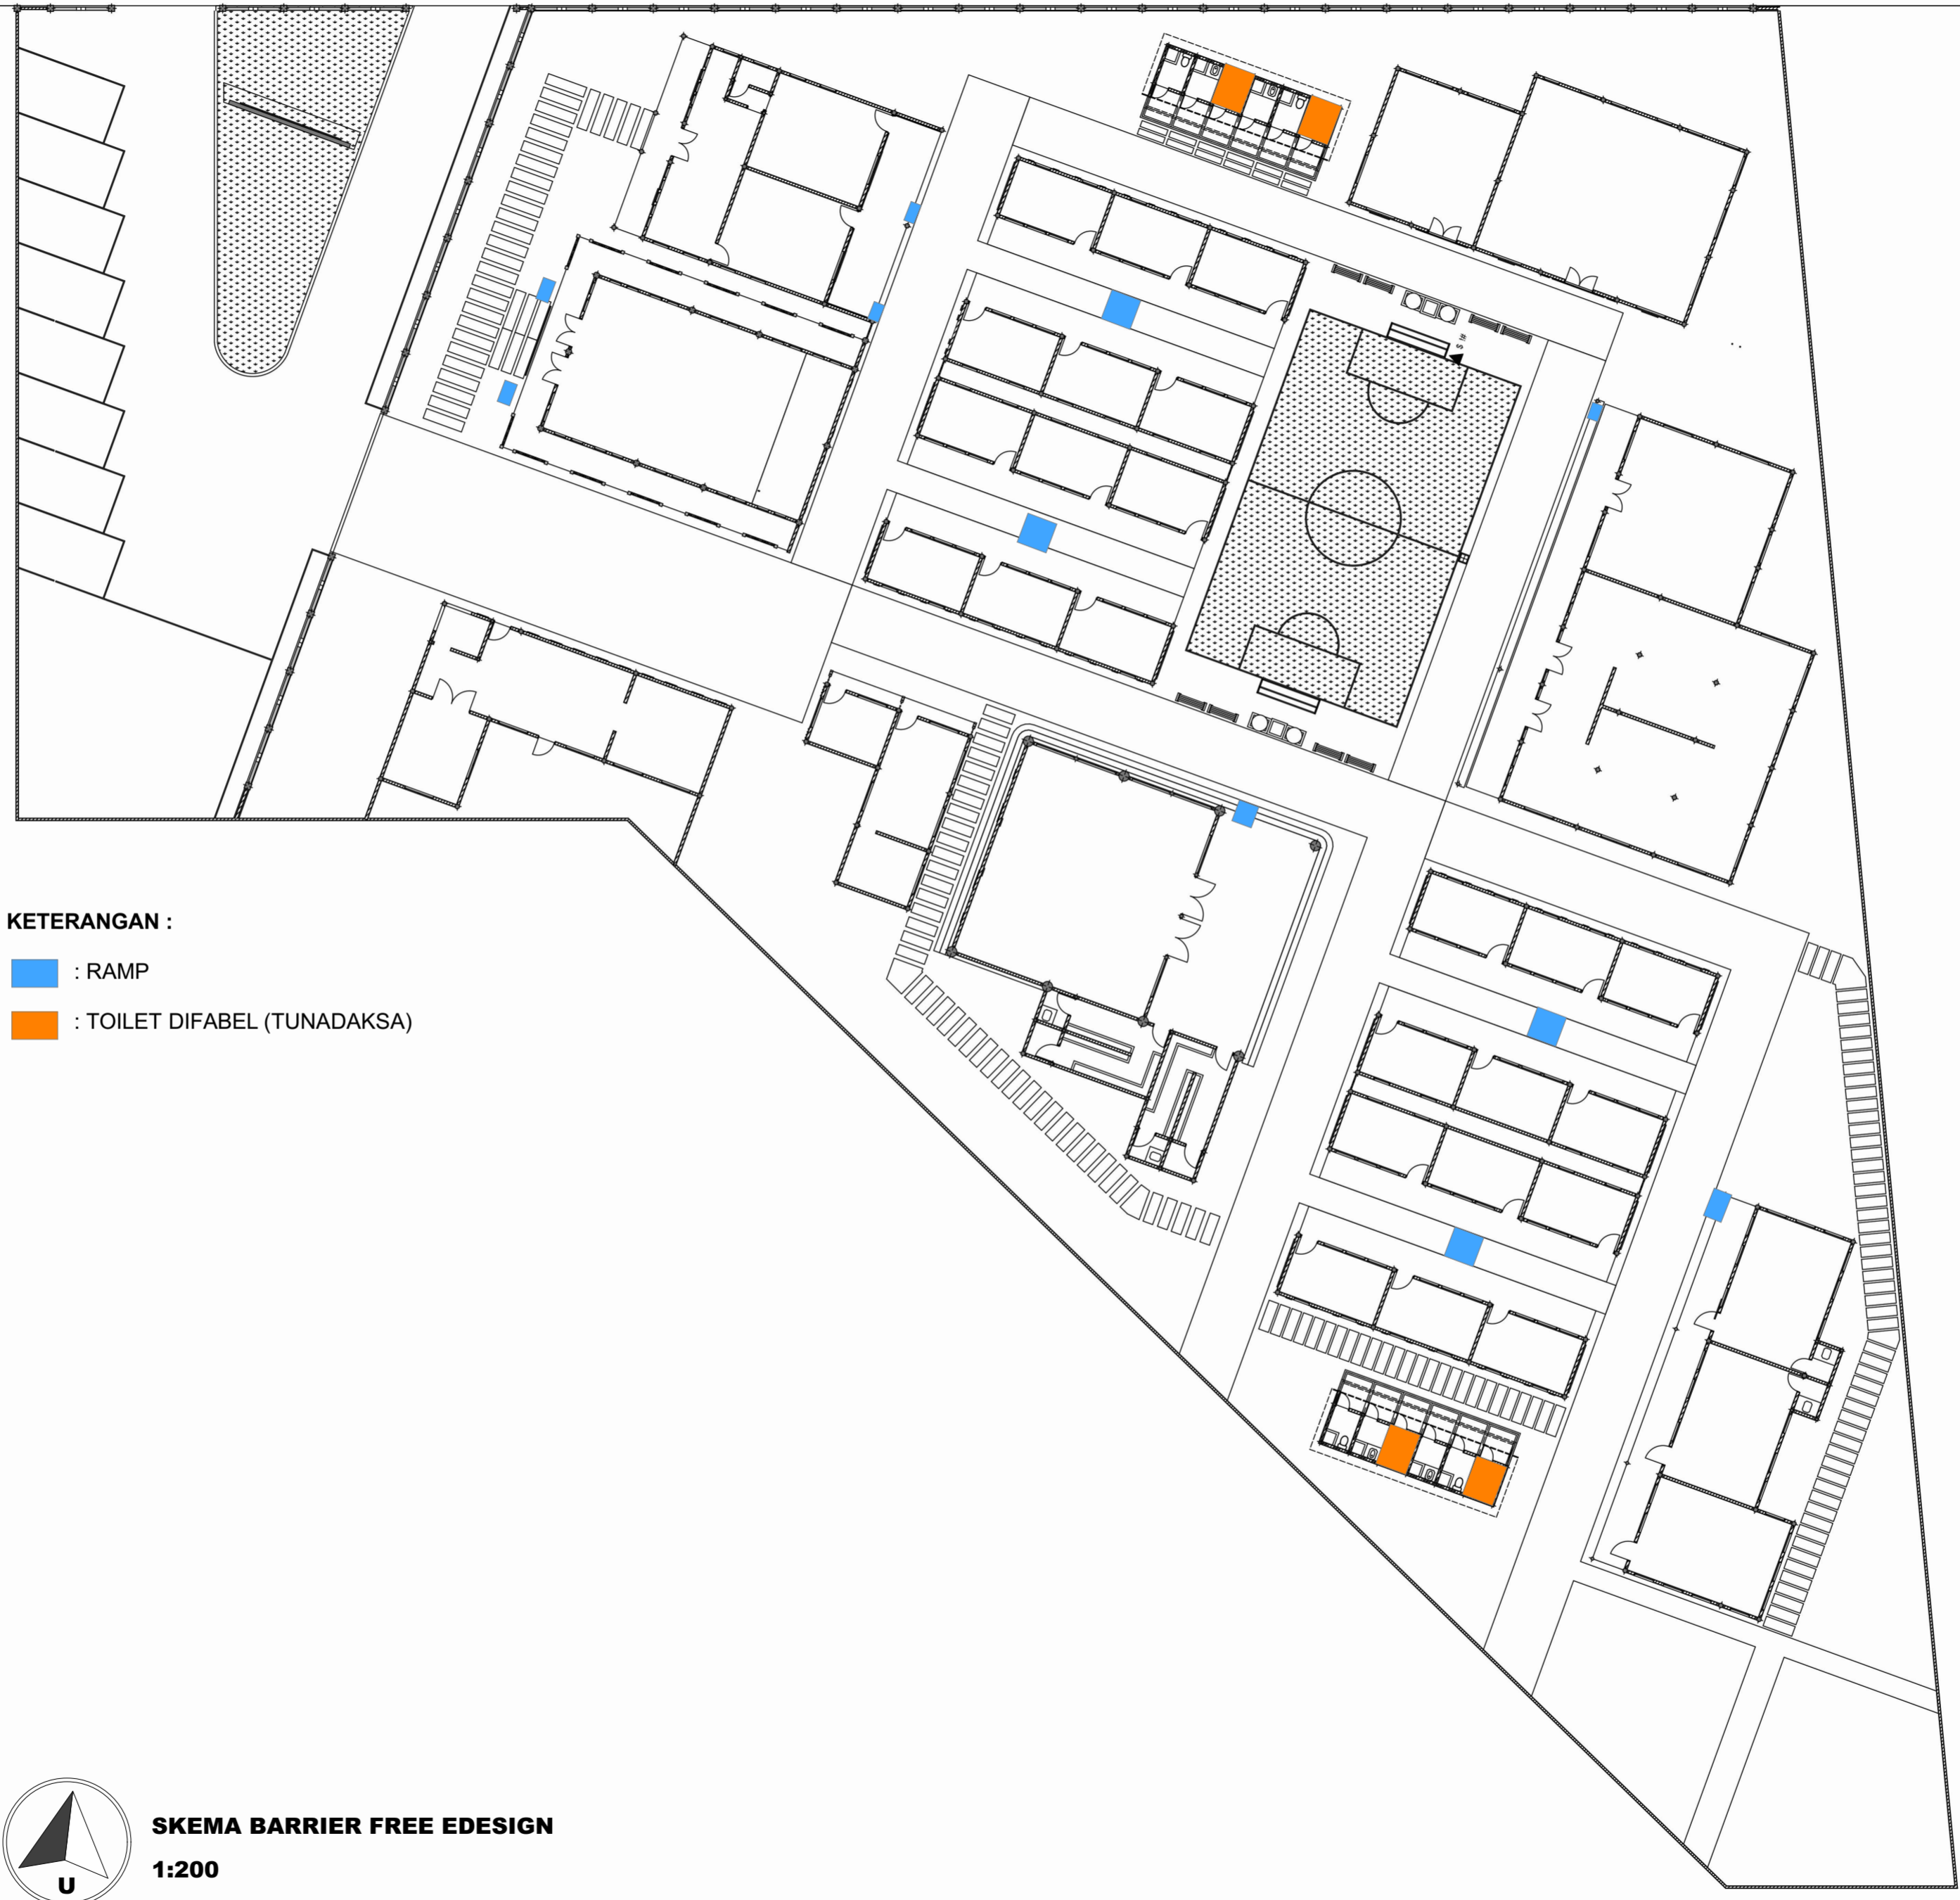 KETERANGAN :
: RAMP
: TOILET DIFABEL (TUNADAKSA)
SKEMA BARRIER FREE EDESIGN
1:200
U